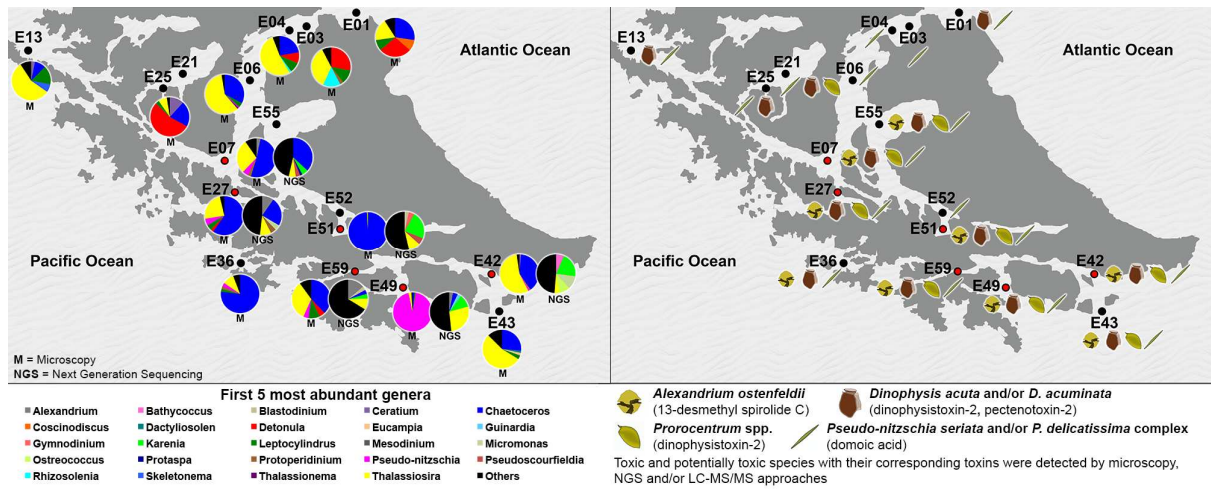 E04
E01
E03
E13
Atlantic Ocean
E21
M
M
E25
E06
M
M
M
E55
M
M
E07
M
NGS
E27
E52
E51
M
NGS
M
NGS
Pacific Ocean
E36
E59
E42
E49
M
NGS
M
NGS
M
M
NGS
E43
M
M = Microscopy
NGS = Next Generation Sequencing
E04
E01
E03
E13
Atlantic Ocean
E21
E25
E06
E55
E07
E27
E52
E51
Pacific Ocean
E36
E59
E42
E49
E43
First 5 most abundant genera
Alexandrium Bathycoccus Blastodinium Ceratium Chaetoceros
Coscinodiscus Dactyliosolen Detonula Eucampia Guinardia
Gymnodinium Karenia Leptocylindrus Mesodinium Micromonas
Ostreococcus Protaspa Protoperidinium Pseudo-nitzschia Pseudoscourfieldia
Rhizosolenia Skeletonema Thalassionema Thalassiosira Others
Alexandrium ostenfeldii
(13-desmethyl spirolide C)
Dinophysis acuta and/or D. acuminata
(dinophysistoxin-2, pectenotoxin-2)
Prorocentrum spp.
(dinophysistoxin-2)
Pseudo-nitzschia seriata and/or P. delicatissima complex
(domoic acid)
Toxic and potentially toxic species with their corresponding toxins were detected by microscopy,
NGS and/or LC-MS/MS approaches